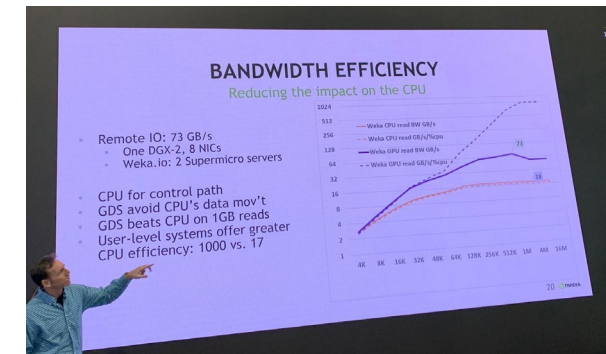 BANDWIDTH EFFICIENCY
Reducing the impact on the CPU
Remote IO: 73 GB/s
One DGX-2, 8 NICs
Weka.io: 2 Supermicro servers
CPU for control path
GDS avoid CPU's data mov't
GDS beats CPU on 1GB reads
User-level systems offer greater
CPU efficiency: 1000 vs. 17
1024
512
256
128
64
32
16
8
4
2
1
Weka CPU read BW GB/s
Weka CPU read GB/s/%cpu
Weka GPU read BW GB/s
Weka GPU read GB/s/%cpu
73
4K 8K 16K 32K 64K 128K 256K 512K 1M 4M 16M
20 NVIDIA